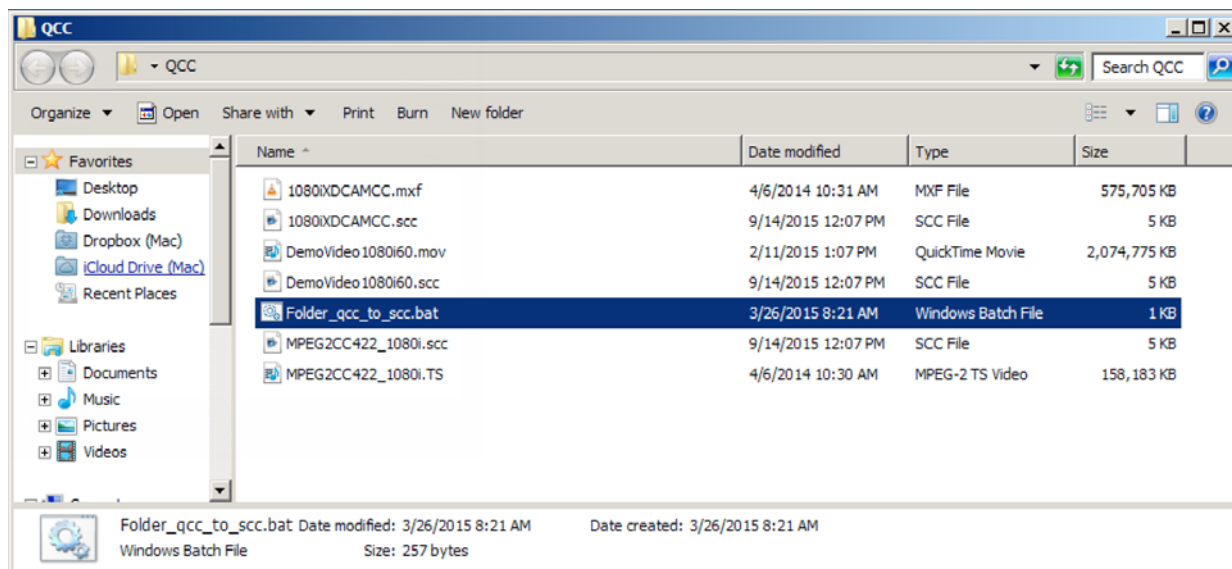 QCC
QCC
Search QCC
Organize Open Share with Print Burn New folder
Favorites
Desktop
Downloads
Dropbox (Mac)
iCloud Drive (Mac)
Recent Places
Libraries
Documents
Music
Pictures
Videos
Name Date modified Type Size
1080iXDCAMCC.mxf 4/6/2014 10:31 AM MXF File 575,705 KB
1080iXDCAMCC.scc 9/14/2015 12:07 PM SCC File 5 KB
DemoVideo1080i60.mov 2/11/2015 1:07 PM QuickTime Movie 2,074,775 KB
DemoVideo1080i60.scc 9/14/2015 12:07 PM SCC File 5 KB
Folder_qcc_to_scc.bat 3/26/2015 8:21 AM Windows Batch File 1 KB
MPEG2CC422_1080i.scc 9/14/2015 12:07 PM SCC File 5 KB
MPEG2CC422_1080i.TS 4/6/2014 10:30 AM MPEG-2 TS Video 158,183 KB
Folder_qcc_to_scc.bat Date modified: 3/26/2015 8:21 AM Date created: 3/26/2015 8:21 AM
Windows Batch File Size: 257 bytes